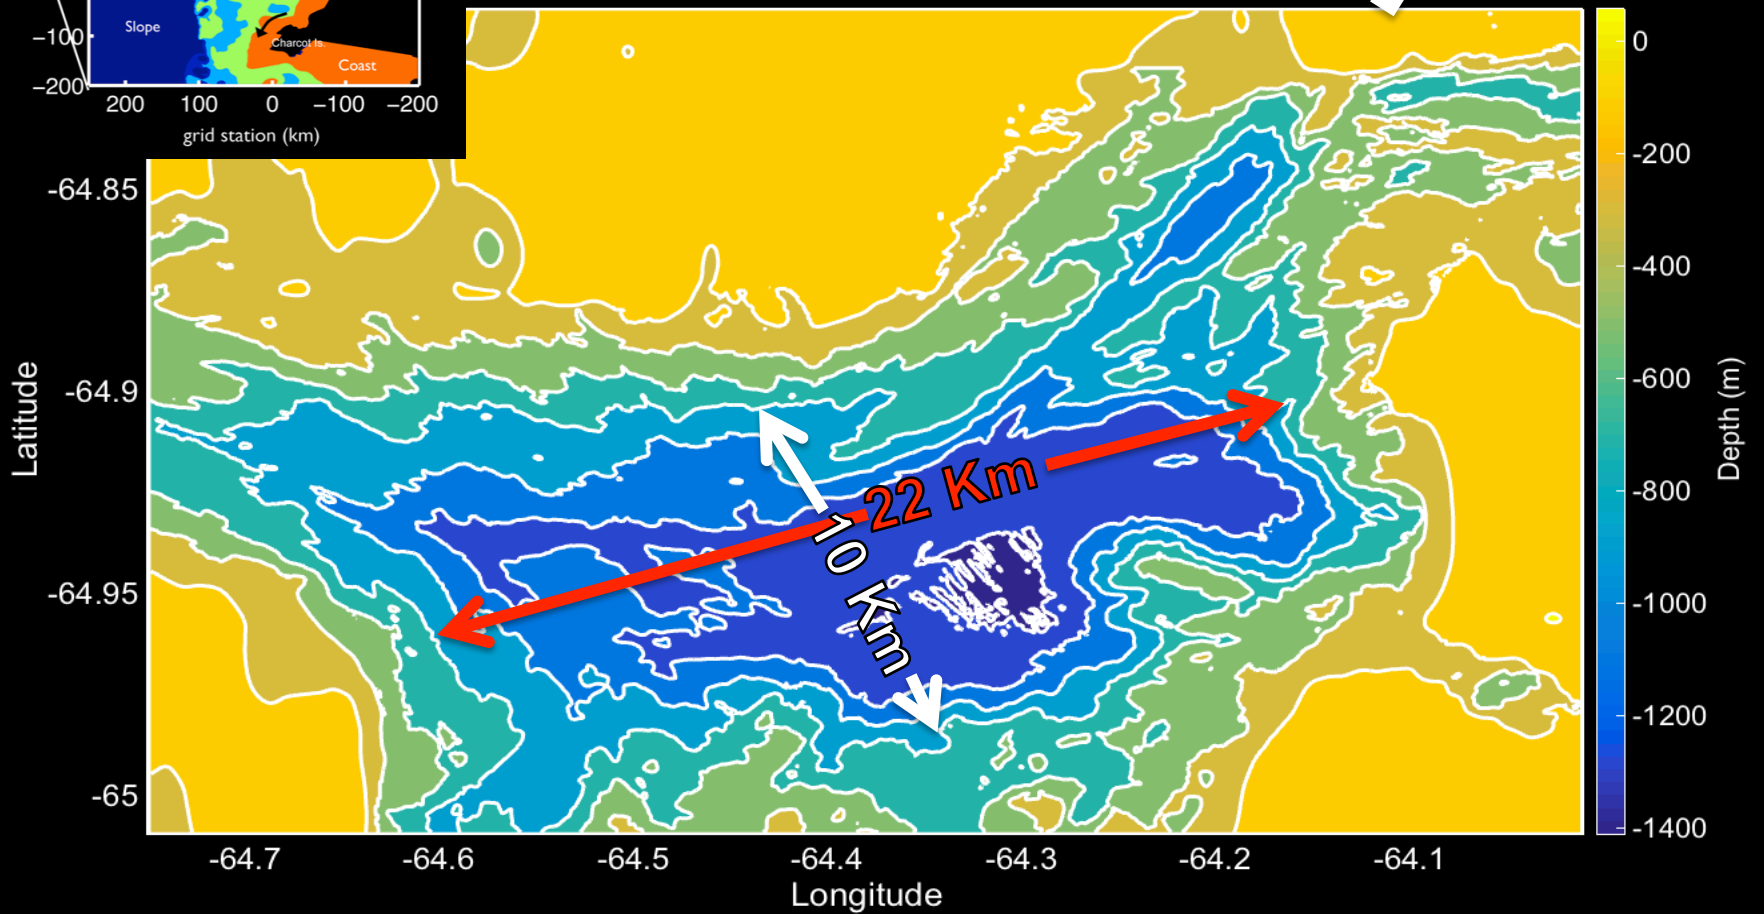 Slope
Charcot Is.
Coast
−100
−200
200 100 0 −100 −200
grid station (km)
0
-200
-400
-600
-800
-1000
-1200
-1400
Depth (m)
-64.85
-64.9
-64.95
-65
Latitude
22 Km
10 Km
-64.7 -64.6 -64.5 -64.4 -64.3 -64.2 -64.1
Longitude